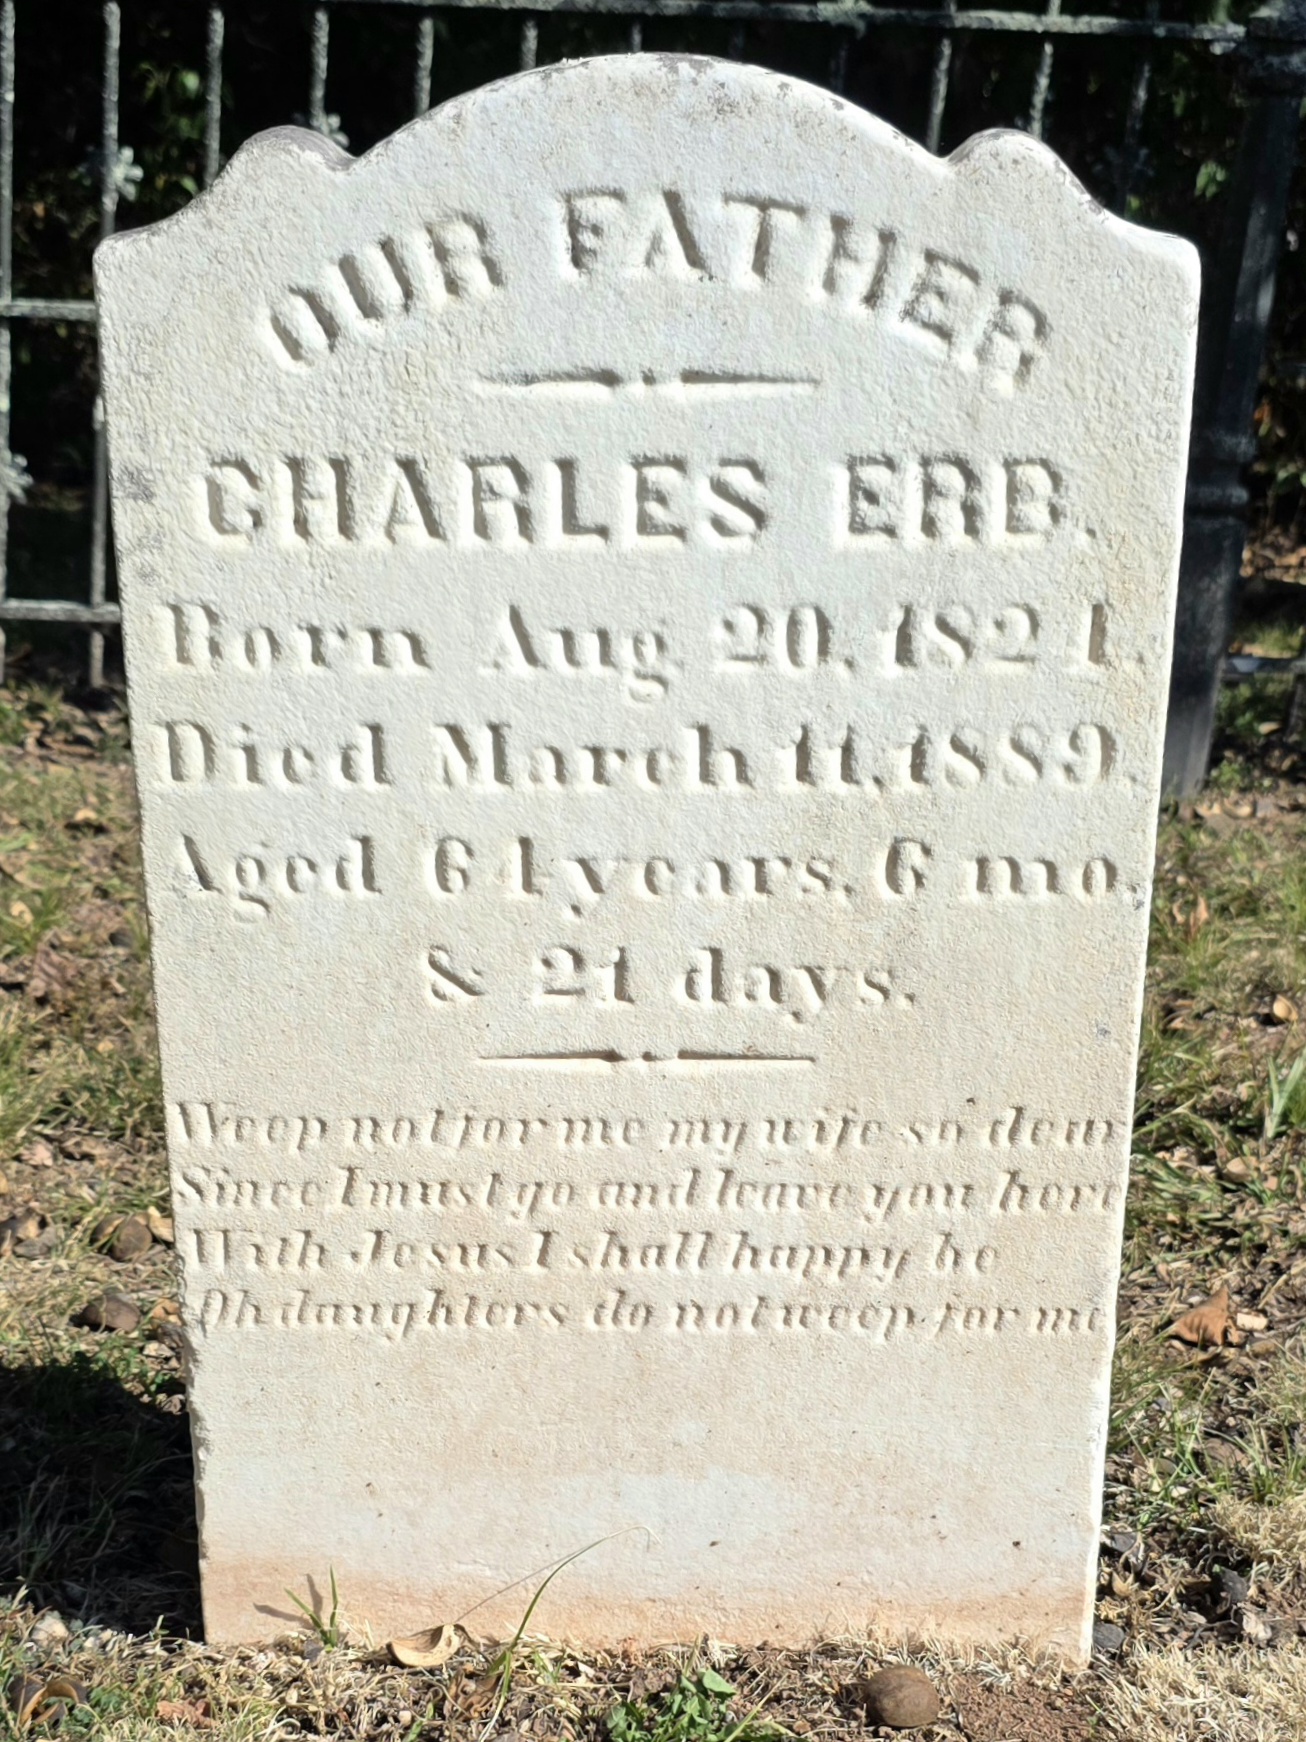 OUR FATHER
CHARLES ERB.
Born Aug 20, 1824.
Died March 11, 1889.
Aged 64 years, 6 mo.
& 21 days.
Weep not for me my wife so dear
Since I must go and leave you here
With Jesus I shall happy be
Oh daughters do not weep for me